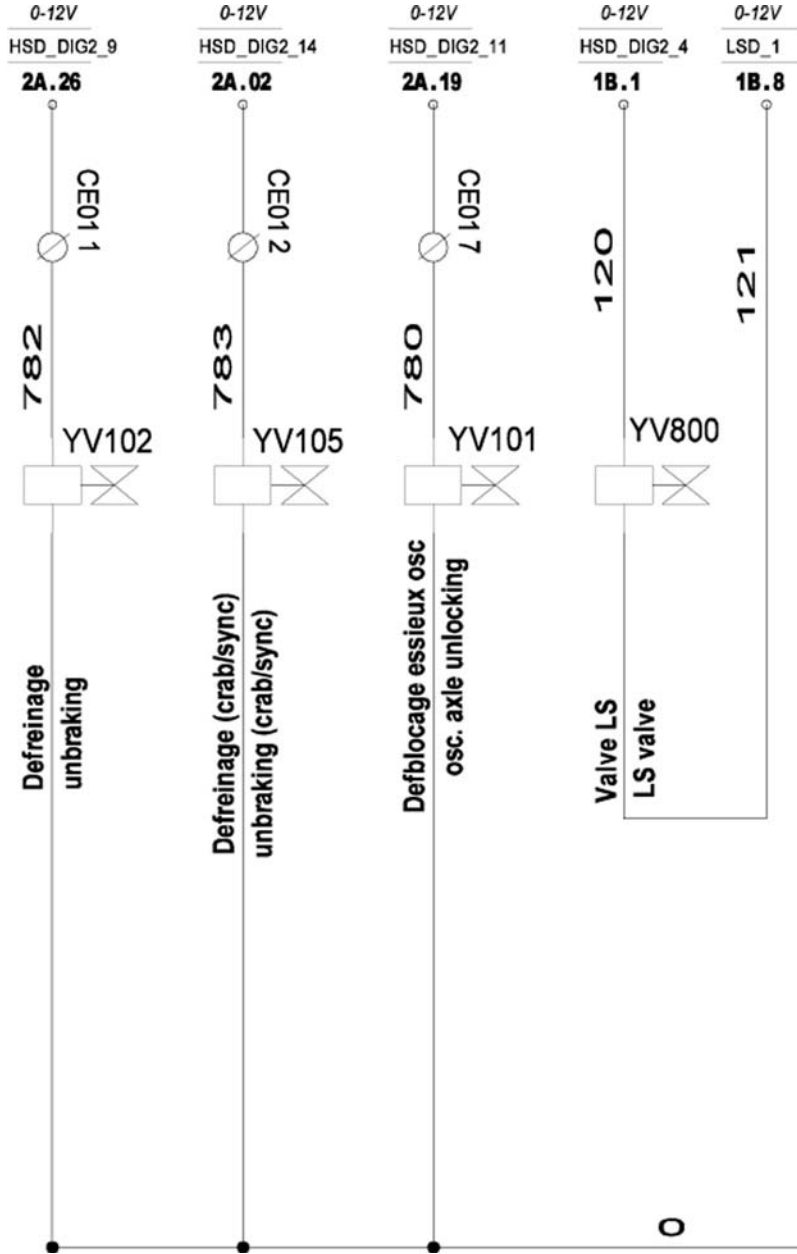 0-12V
HSD_DIG2_9
2A.26
CE01 1
782
YV102
Defreinage
unbraking
0-12V
HSD_DIG2_14
2A.02
CE01 2
783
YV105
Defreinage (crab/sync)
unbraking (crab/sync)
0-12V
HSD_DIG2_11
2A.19
CE01 7
780
YV101
Defblocage essieux osc
osc. axle unlocking
0-12V
HSD_DIG2_4
1B.1
120
YV800
Valve LS
LS valve
0-12V
LSD_1
1B.8
121
0